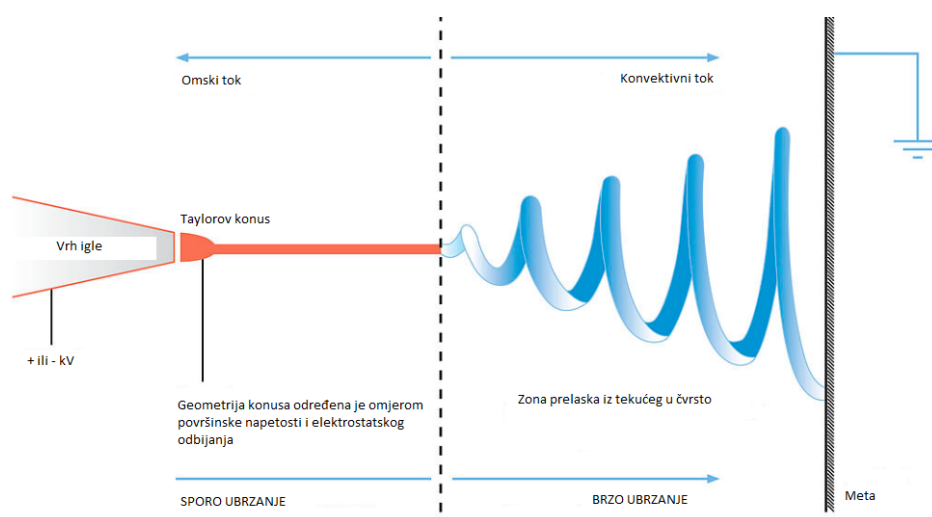 Omski tok
Konvektivni tok
Taylorov konus
Vrh igle
+ ili - kV
Geometrija konusa određena je omjerom
površinske napetosti i elektrostatskog
odbijanja
Zona prelaska iz tekućeg u čvrsto
SPORO UBRZANJE
BRZO UBRZANJE
Meta